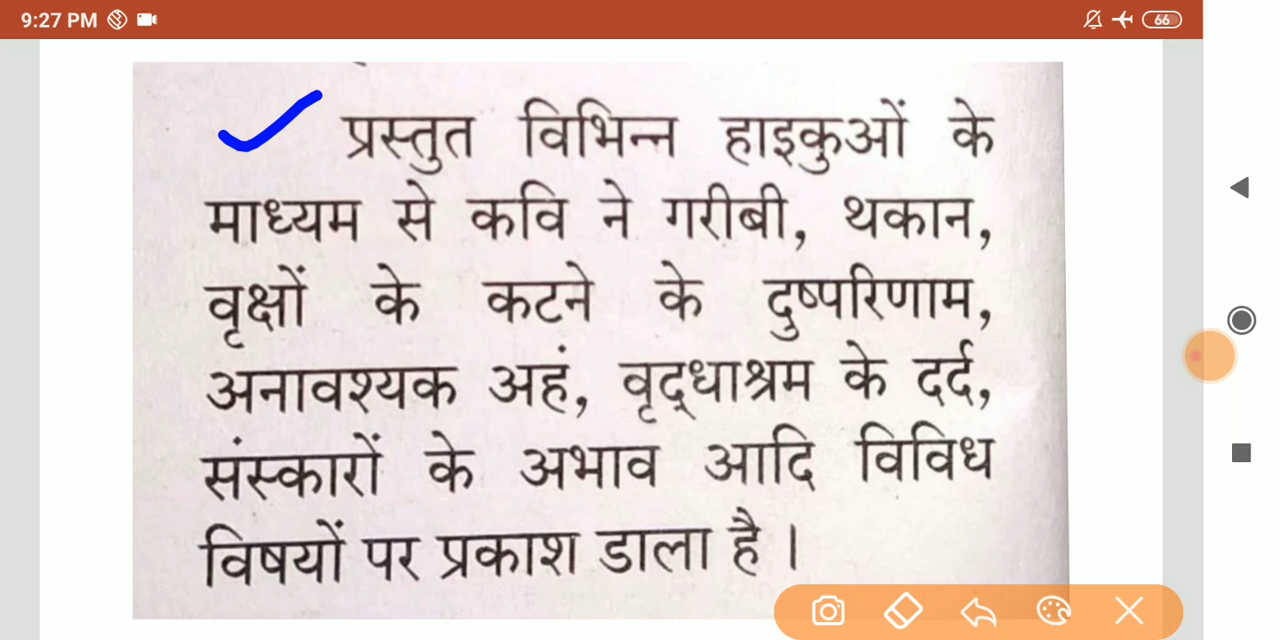 9:27 PM
66
प्रस्तुत विभिन्न हाइकुओं के
माध्यम से कवि ने गरीबी, थकान,
वृक्षों के कटने के दुष्परिणाम,
अनावश्यक अहं, वृद्‌धाश्रम के दर्द,
संस्कारों के अभाव आदि विविध
विषयों पर प्रकाश डाला है ।